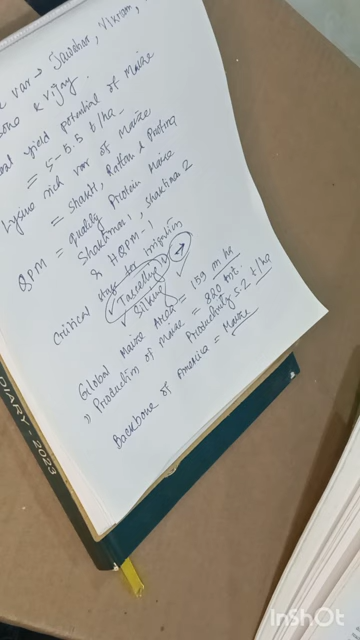 var → Jawahar, Vikram,
& Vijay
yield potential of Maize
= 5-5.5 t/ha
Lysine rich var of Maize
= Shakti, Rattan & Protina
QPM = Quality Protein Maize
Shaktiman 1, Shaktiman 2
& HQPM-1
Critical stage for irrigation
✓ Tasselling →
✓ Silking ✓
Global Maize Area = 159 m ha
" Production of Maize = 820 mt.
Productivity 5.2 t/ha
Backbone of America = Maize
DIARY-2023
InShOt